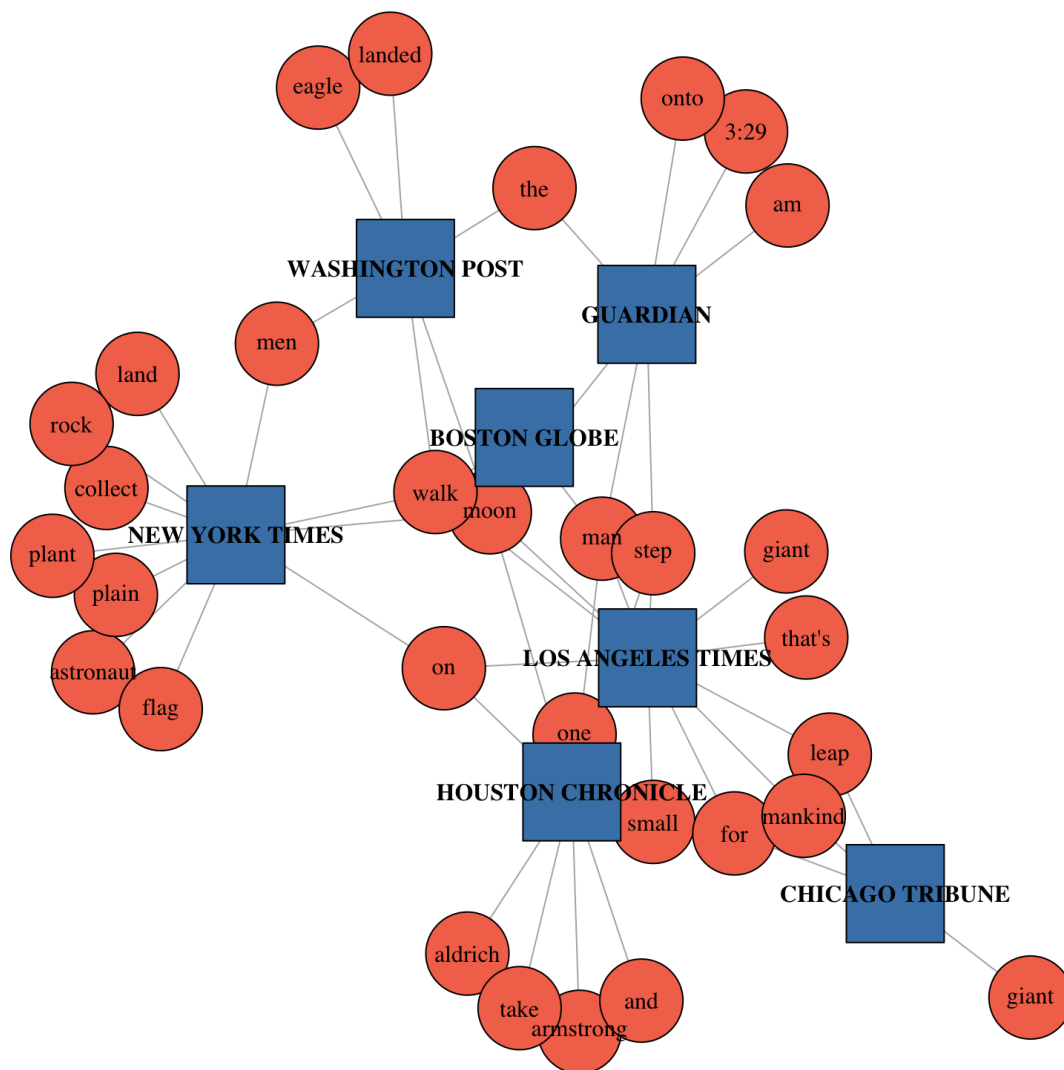 landed
eagle
onto
3:29
the
am
WASHINGTON POST
GUARDIAN
men
land
rock
BOSTON GLOBE
collect
walk
moon
NEW YORK TIMES
man
step
giant
plant
plain
that's
LOS ANGELES TIMES
on
astronaut
flag
one
leap
HOUSTON CHRONICLE
mankind
small
for
CHICAGO TRIBUNE
aldrich
giant
take
and
armstrong